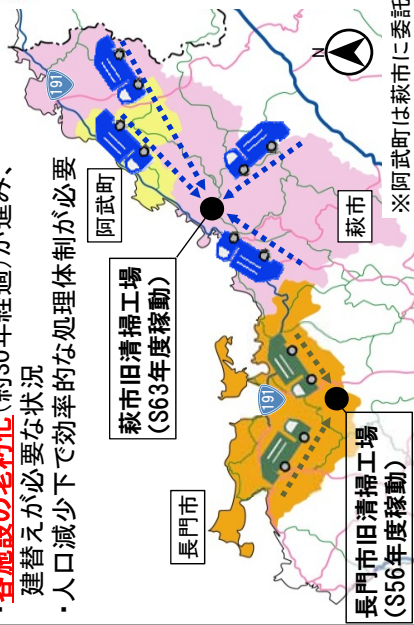 ・各施設の老朽化(約30年経過)が進み、
建替えが必要な状況
・人口減少下で効率的な処理体制が必要
長門市
191
萩市旧清掃工場
（S63年度稼動）
阿武町
191
長門市旧清掃工場
（S56年度稼動）
萩市
N
※阿武町は萩市に委託